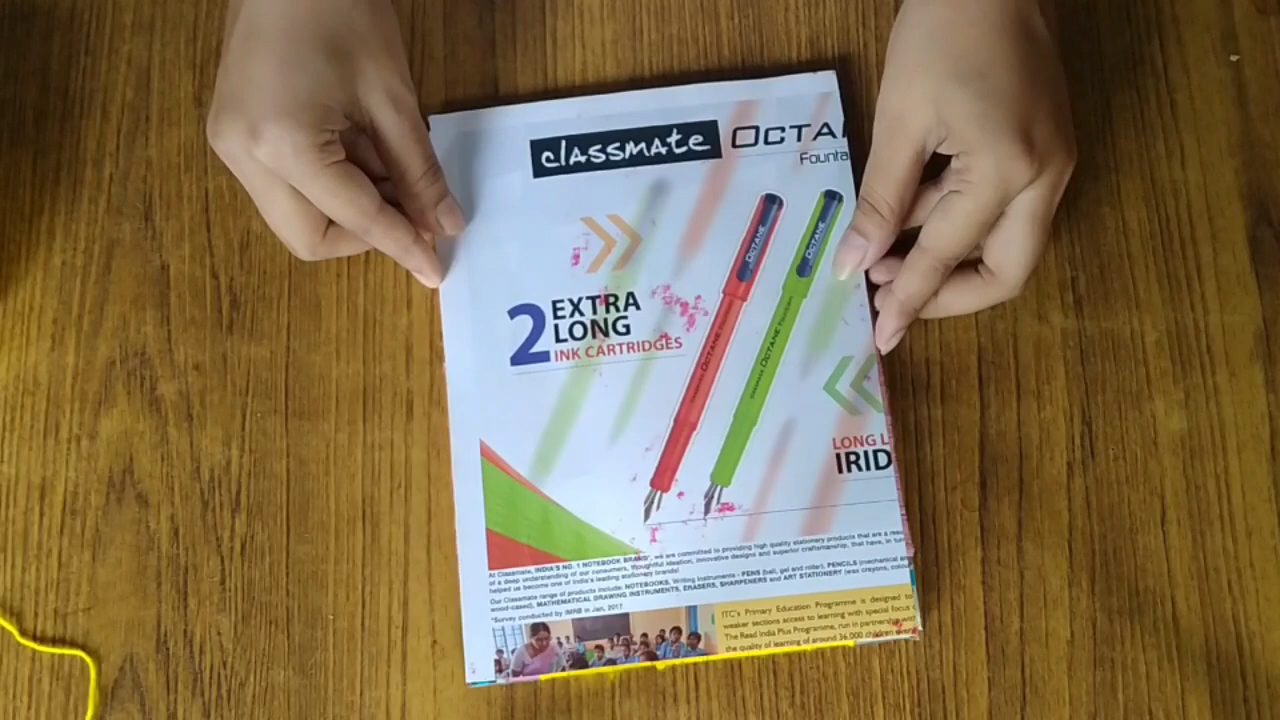 classmate OCTA
Founta
OCTANE
OCTANE
2 EXTRA
LONG
INK CARTRIDGES
OCTANE
OCTANE
LONG L
IRID
At Classmate, INDIA'S NO. 1 NOTEBOOK BRAND*, we are committed to providing high quality stationery products that are a
of a deep understanding of our consumers, thoughtful ideation, innovative designs and superior craftsmanship, that have, in
helped us become one of India's leading stationery brands!
Our Classmate range of products include: NOTEBOOKS, Writing Instruments - PENS (ball, gel and roller), PENCILS (mechanical
wood-cased), MATHEMATICAL DRAWING INSTRUMENTS, ERASERS, SHARPENERS and ART STATIONERY (wax crayons,
*Survey conducted by IMRB in Jan, 2017
ITC's Primary Education Programme is designed to
weaker sections access to learning with special focus
The Read India Plus Programme, run in partnership with
the quality of learning of around 36,000 children